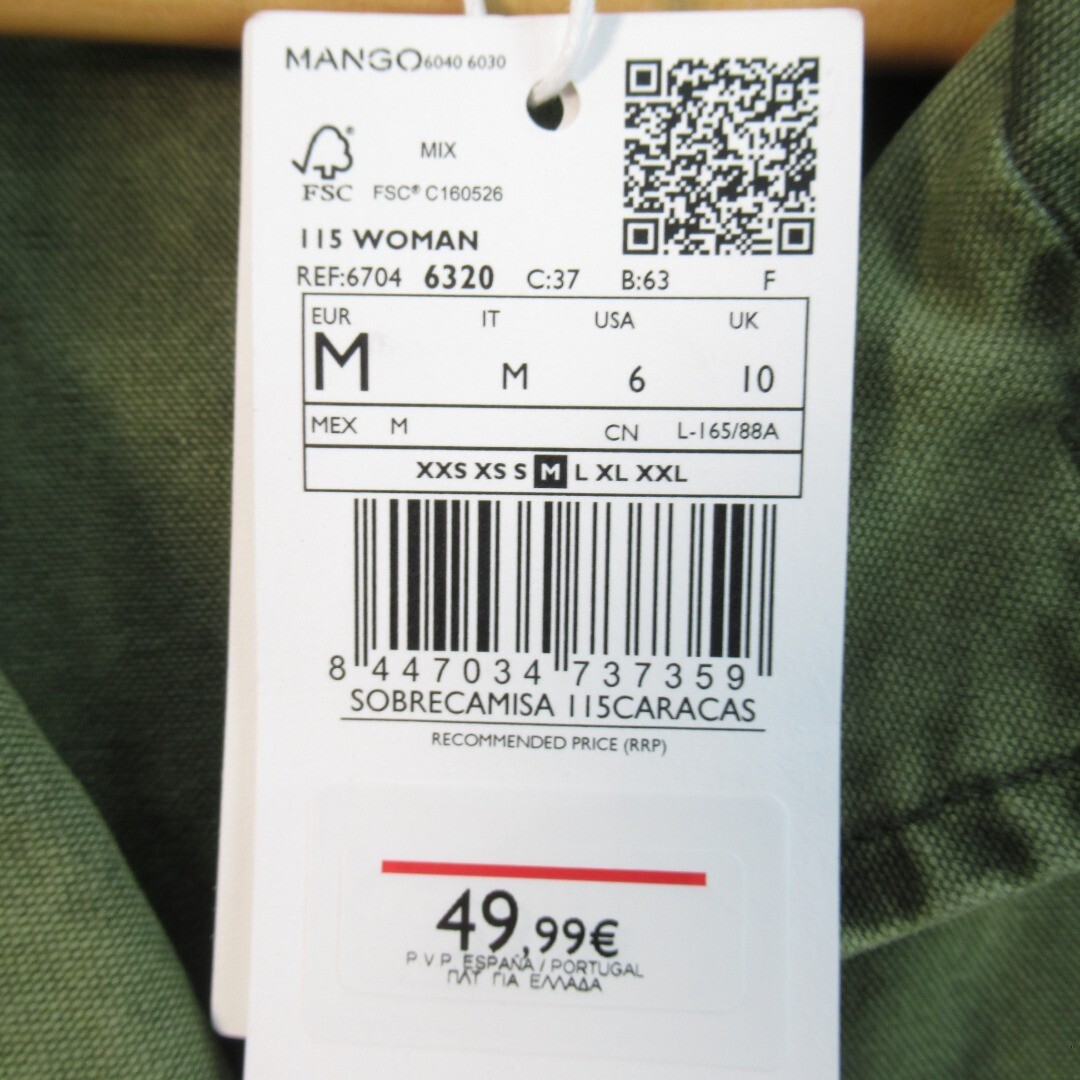 MANGO 6040 6030
MIX
FSC FSC® C160526
115 WOMAN
REF:6704 6320 C:37 B:63 F
EUR IT USA UK
M M 6 10
MEX M CN L-165/88A
XXS XS S M L XL XXL
8 447034 737359
SOBRECAMISA 115CARACAS
RECOMMENDED PRICE (RRP)
49,99€
P V P ESPAÑA / PORTUGAL
ΠΛΤ ΓΙΑ ΕΛΛΑΔΑ